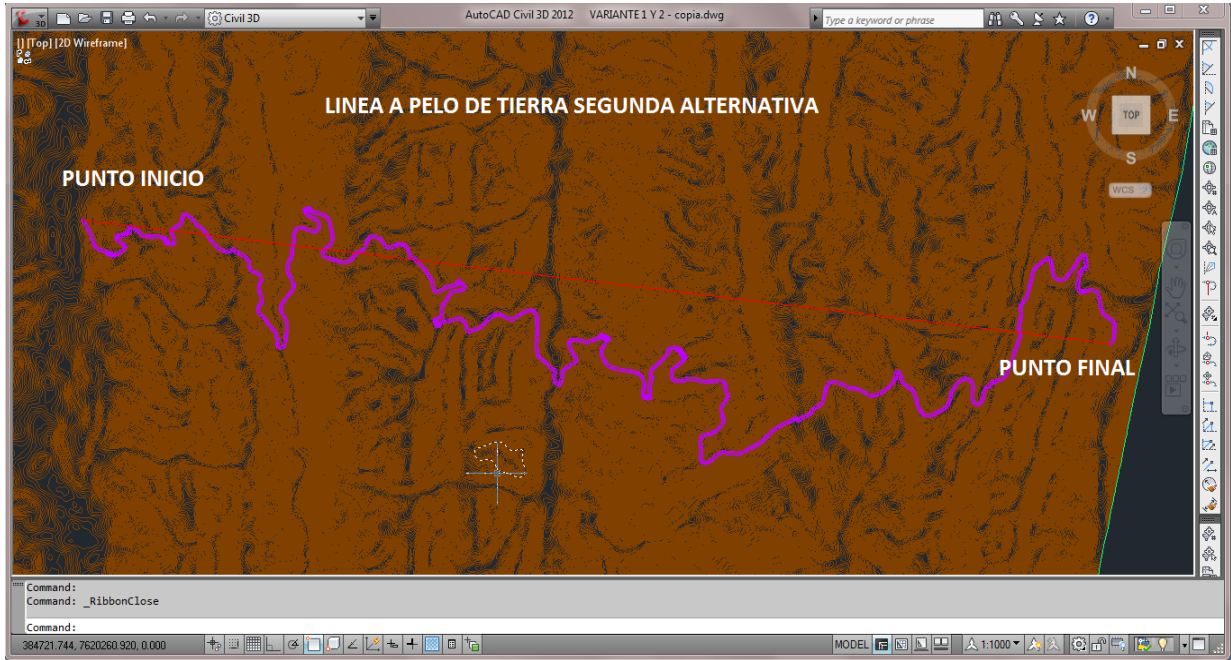 3D
Civil 3D
AutoCAD Civil 3D 2012 VARIANTE 1 Y 2 - copia.dwg
Type a keyword or phrase
[-] [Top] [2D Wireframe]
LINEA A PELO DE TIERRA SEGUNDA ALTERNATIVA
N
W
TOP
E
S
WCS
PUNTO INICIO
PUNTO FINAL
Command:
Command: _RibbonClose
Command:
384721.744, 7620260.920, 0.000
MODEL
1:1000